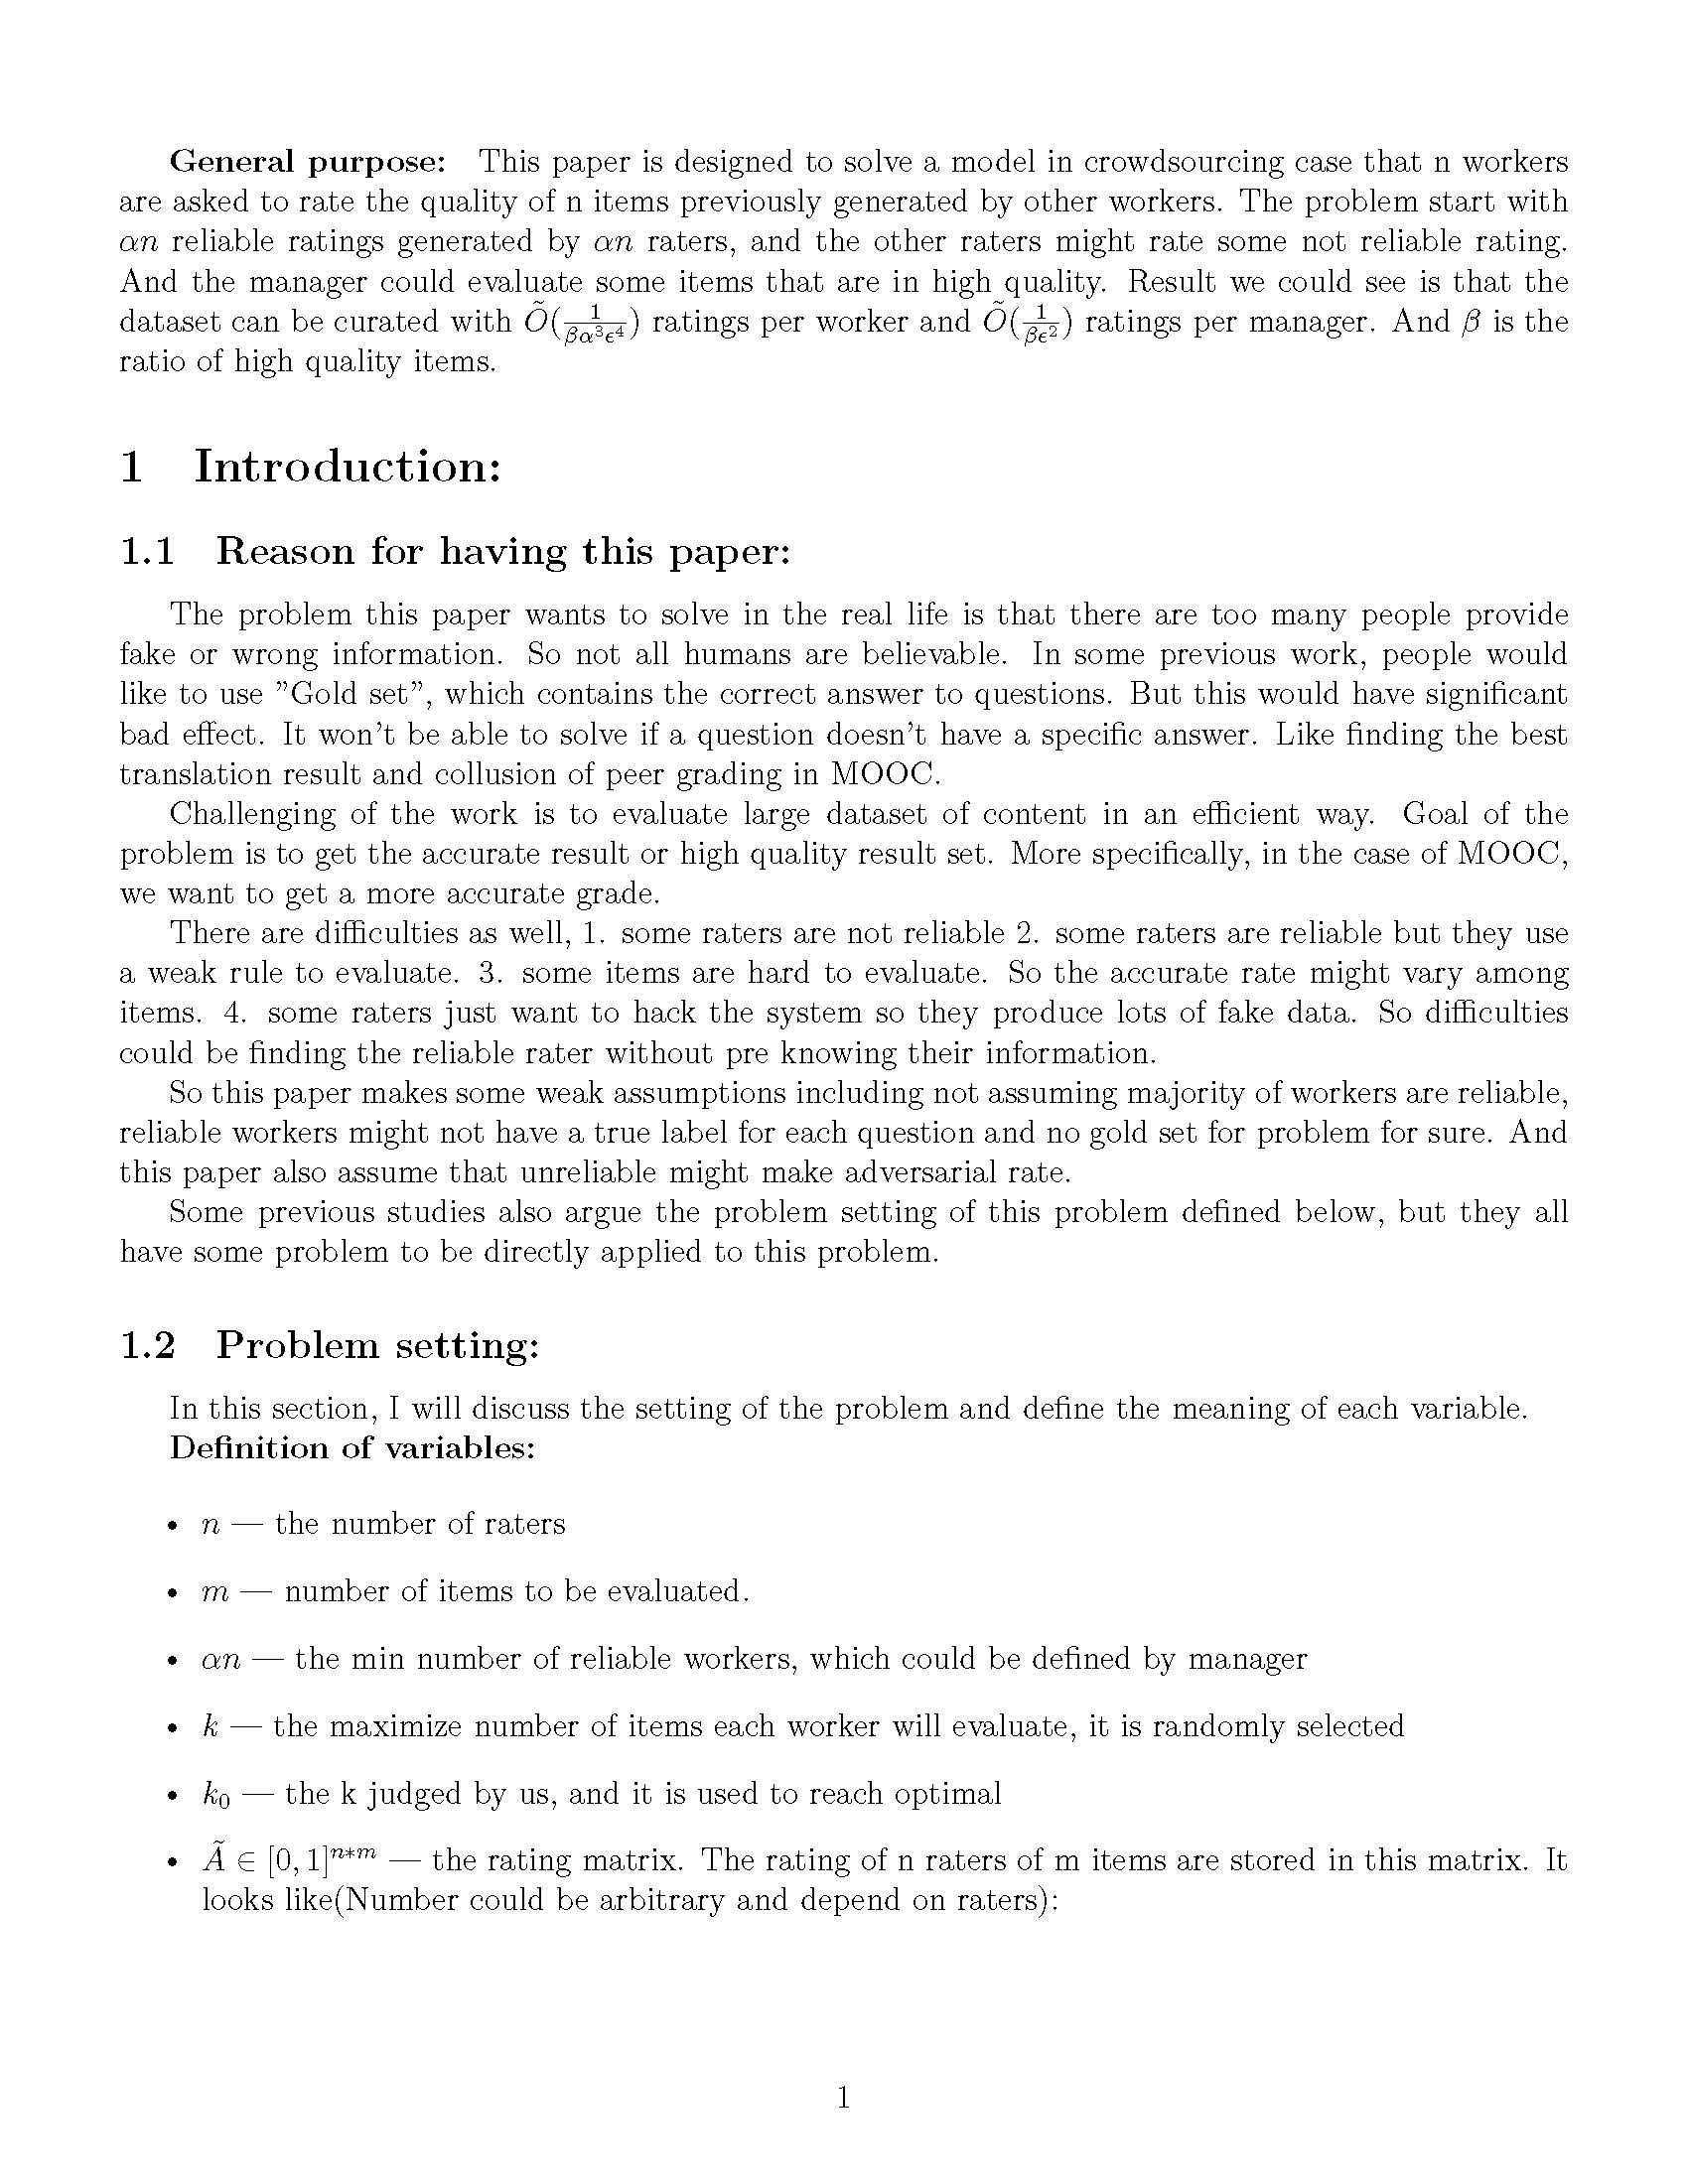 General purpose: This paper is designed to solve a model in crowdsourcing case that n workers
are asked to rate the quality of n items previously generated by other workers. The problem start with
αn reliable ratings generated by αn raters, and the other raters might rate some not reliable rating.
And the manager could evaluate some items that are in high quality. Result we could see is that the
dataset can be curated with Õ(1/(βα³ϵ⁴)) ratings per worker and Õ(1/(βϵ²)) ratings per manager. And β is the
ratio of high quality items.
1 Introduction:
1.1 Reason for having this paper:
The problem this paper wants to solve in the real life is that there are too many people provide
fake or wrong information. So not all humans are believable. In some previous work, people would
like to use ”Gold set”, which contains the correct answer to questions. But this would have significant
bad effect. It won’t be able to solve if a question doesn’t have a specific answer. Like finding the best
translation result and collusion of peer grading in MOOC.
Challenging of the work is to evaluate large dataset of content in an efficient way. Goal of the
problem is to get the accurate result or high quality result set. More specifically, in the case of MOOC,
we want to get a more accurate grade.
There are difficulties as well, 1. some raters are not reliable 2. some raters are reliable but they use
a weak rule to evaluate. 3. some items are hard to evaluate. So the accurate rate might vary among
items. 4. some raters just want to hack the system so they produce lots of fake data. So difficulties
could be finding the reliable rater without pre knowing their information.
So this paper makes some weak assumptions including not assuming majority of workers are reliable,
reliable workers might not have a true label for each question and no gold set for problem for sure. And
this paper also assume that unreliable might make adversarial rate.
Some previous studies also argue the problem setting of this problem defined below, but they all
have some problem to be directly applied to this problem.
1.2 Problem setting:
In this section, I will discuss the setting of the problem and define the meaning of each variable.
Definition of variables:
• n — the number of raters
• m — number of items to be evaluated.
• αn — the min number of reliable workers, which could be defined by manager
• k — the maximize number of items each worker will evaluate, it is randomly selected
• k₀ — the k judged by us, and it is used to reach optimal
• Ã ∈ [0, 1]ⁿ*ᵐ — the rating matrix. The rating of n raters of m items are stored in this matrix. It
looks like(Number could be arbitrary and depend on raters):
1